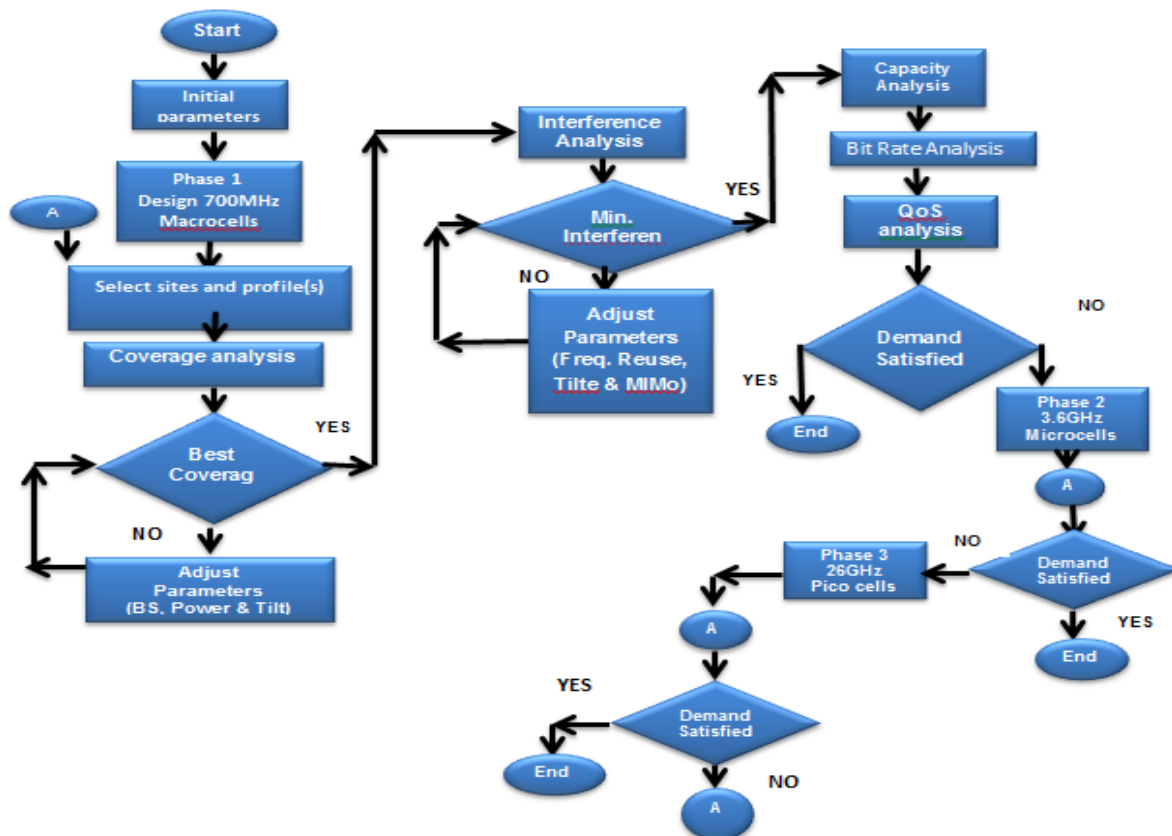 Start
Initial
parameters
Phase 1
Design 700MHz
Macrocells
A
Select sites and profile(s)
Coverage analysis
Best
Coverag
YES
NO
Adjust
Parameters
(BS, Power & Tilt)
Interference
Analysis
Min.
Interferen
YES
NO
Adjust
Parameters
(Freq. Reuse,
Tilte & MIMo)
Capacity
Analysis
Bit Rate Analysis
QoS
analysis
Demand
Satisfied
NO
YES
End
Phase 2
3.6GHz
Microcells
A
Demand
Satisfied
NO
YES
End
Phase 3
26GHz
Pico cells
A
Demand
Satisfied
YES
End
NO
A